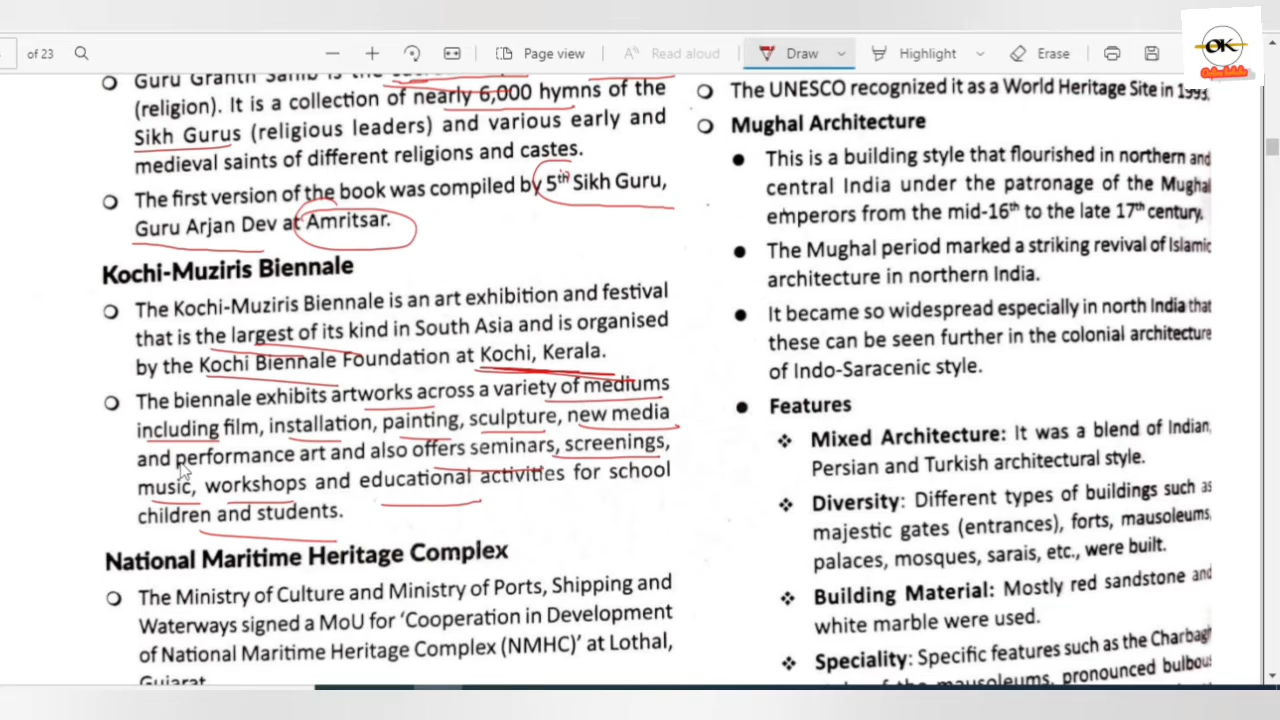 of 23
Page view
Read aloud
Draw
Highlight
Erase
OK
Guru Granth Sahib is the
(religion). It is a collection of nearly 6,000 hymns of the
Sikh Gurus (religious leaders) and various early and
medieval saints of different religions and castes.
The first version of the book was compiled by 5th Sikh Guru,
Guru Arjan Dev at Amritsar.
Kochi-Muziris Biennale
The Kochi-Muziris Biennale is an art exhibition and festival
that is the largest of its kind in South Asia and is organised
by the Kochi Biennale Foundation at Kochi, Kerala.
The biennale exhibits artworks across a variety of mediums
including film, installation, painting, sculpture, new media
and performance art and also offers seminars, screenings,
music, workshops and educational activities for school
children and students.
National Maritime Heritage Complex
The Ministry of Culture and Ministry of Ports, Shipping and
Waterways signed a MoU for ‘Cooperation in Development
of National Maritime Heritage Complex (NMHC)’ at Lothal,
Gujarat
The UNESCO recognized it as a World Heritage Site in 1993.
Mughal Architecture
This is a building style that flourished in northern and
central India under the patronage of the Mughal
emperors from the mid-16th to the late 17th century.
The Mughal period marked a striking revival of Islamic
architecture in northern India.
It became so widespread especially in north India that
these can be seen further in the colonial architecture
of Indo-Saracenic style.
Features
Mixed Architecture: It was a blend of Indian,
Persian and Turkish architectural style.
Diversity: Different types of buildings such as
majestic gates (entrances), forts, mausoleums,
palaces, mosques, sarais, etc., were built.
Building Material: Mostly red sandstone and
white marble were used.
Speciality: Specific features such as the Charbagh
of the mausoleums, pronounced bulbous